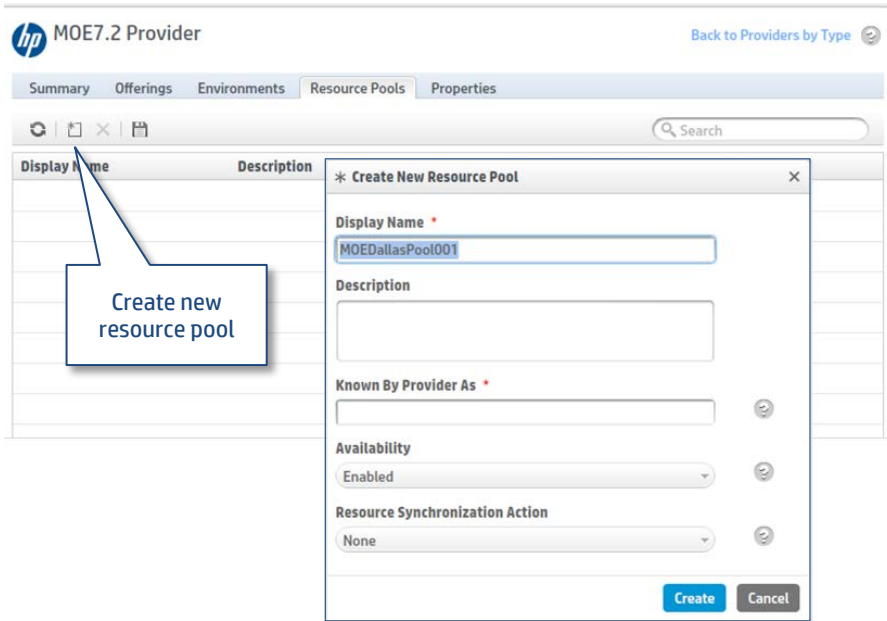 hp
MOE7.2 Provider
Back to Providers by Type ?
Summary Offerings Environments Resource Pools Properties
Search
Display Name Description
* Create New Resource Pool ×
Display Name *
MOEDallasPool001
Description
Known By Provider As *
?
Availability
Enabled ?
Resource Synchronization Action
None ?
Create Cancel
Create new
resource pool